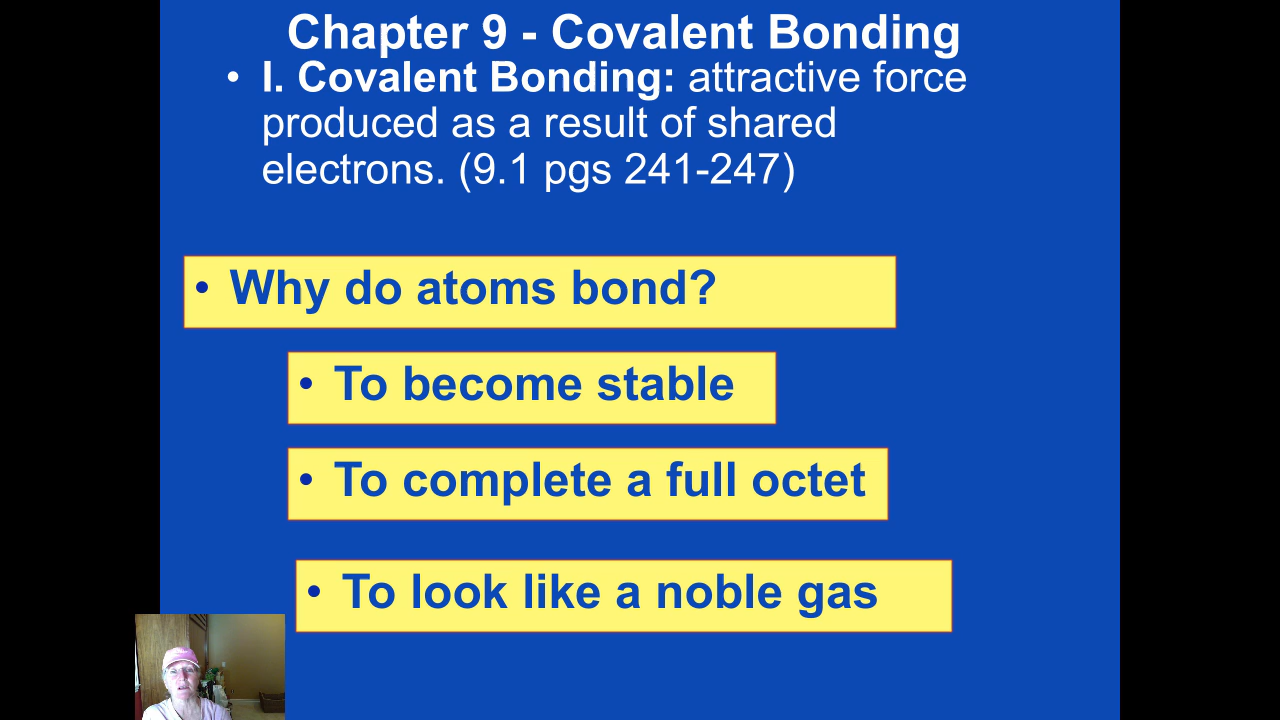 Chapter 9 - Covalent Bonding
• I. Covalent Bonding: attractive force
produced as a result of shared
electrons. (9.1 pgs 241-247)
• Why do atoms bond?
• To become stable
• To complete a full octet
• To look like a noble gas